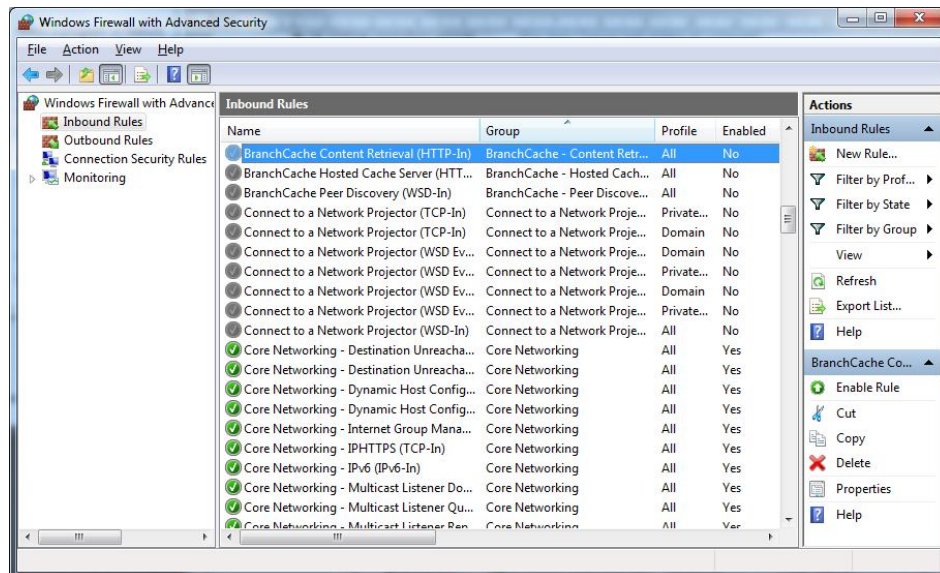 Windows Firewall with Advanced Security
File Action View Help
Windows Firewall with Advance
Inbound Rules
Outbound Rules
Connection Security Rules
Monitoring
Inbound Rules
Name Group Profile Enabled
BranchCache Content Retrieval (HTTP-In) BranchCache - Content Retr... All No
BranchCache Hosted Cache Server (HTT... BranchCache - Hosted Cach... All No
BranchCache Peer Discovery (WSD-In) BranchCache - Peer Discove... All No
Connect to a Network Projector (TCP-In) Connect to a Network Proje... Private... No
Connect to a Network Projector (TCP-In) Connect to a Network Proje... Domain No
Connect to a Network Projector (WSD Ev... Connect to a Network Proje... Domain No
Connect to a Network Projector (WSD Ev... Connect to a Network Proje... Private... No
Connect to a Network Projector (WSD Ev... Connect to a Network Proje... Domain No
Connect to a Network Projector (WSD Ev... Connect to a Network Proje... Private... No
Connect to a Network Projector (WSD-In) Connect to a Network Proje... All No
Core Networking - Destination Unreacha... Core Networking All Yes
Core Networking - Destination Unreacha... Core Networking All Yes
Core Networking - Dynamic Host Config... Core Networking All Yes
Core Networking - Dynamic Host Config... Core Networking All Yes
Core Networking - Internet Group Mana... Core Networking All Yes
Core Networking - IPHTTPS (TCP-In) Core Networking All Yes
Core Networking - IPv6 (IPv6-In) Core Networking All Yes
Core Networking - Multicast Listener Do... Core Networking All Yes
Core Networking - Multicast Listener Qu... Core Networking All Yes
Core Networking - Multicast Listener Rep... Core Networking All Yes
Actions
Inbound Rules
New Rule...
Filter by Prof...
Filter by State
Filter by Group
View
Refresh
Export List...
Help
BranchCache Co...
Enable Rule
Cut
Copy
Delete
Properties
Help